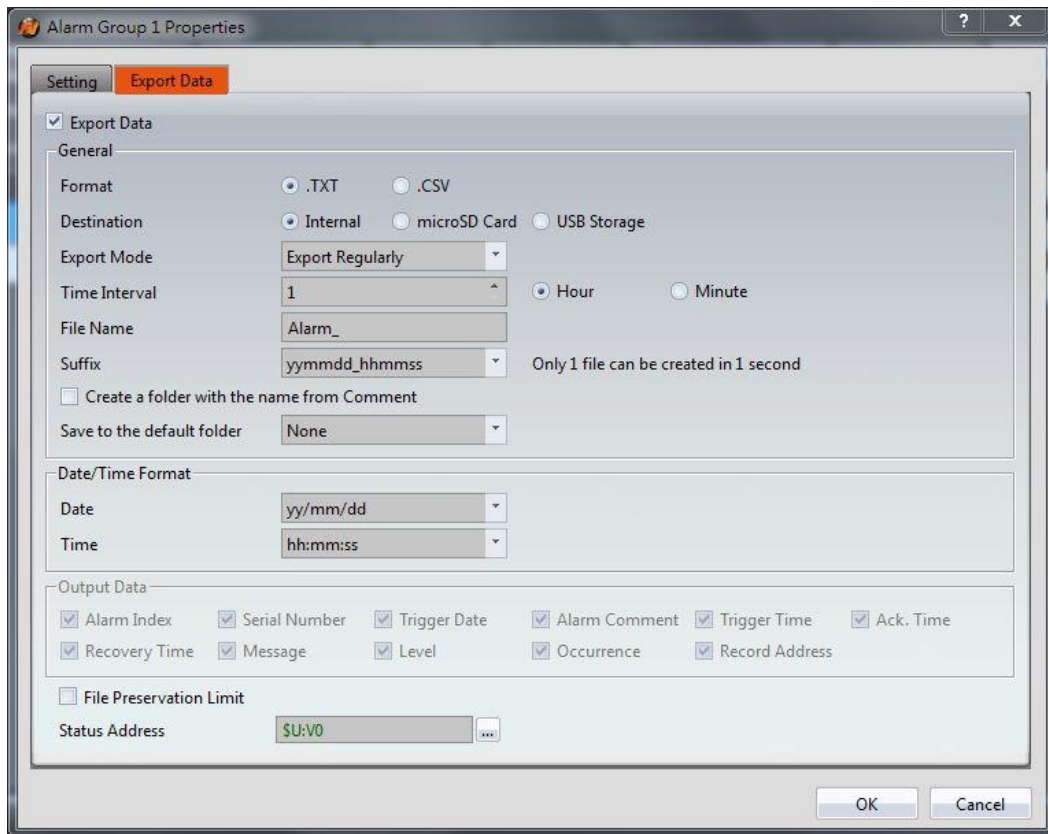 Alarm Group 1 Properties ? x
Setting Export Data
Export Data
General
Format .TXT .CSV
Destination Internal microSD Card USB Storage
Export Mode Export Regularly
Time Interval 1 Hour Minute
File Name Alarm_
Suffix yymmdd_hhmmss Only 1 file can be created in 1 second
Create a folder with the name from Comment
Save to the default folder None
Date/Time Format
Date yy/mm/dd
Time hh:mm:ss
Output Data
Alarm Index Serial Number Trigger Date Alarm Comment Trigger Time Ack. Time
Recovery Time Message Level Occurrence Record Address
File Preservation Limit
Status Address $U:V0 ...
OK Cancel